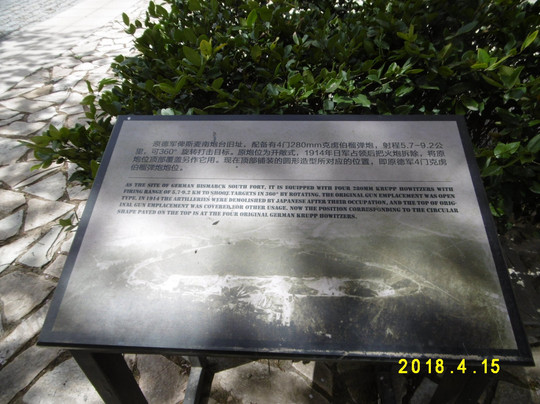 原德军俾斯麦南炮台旧址，配备有4门280mm克虏伯榴弹炮，射程5.7-9.2公
里，可360°旋转打击目标。原炮位为开敞式，1914年日军占领后把火炮拆除，将原
炮位顶部覆盖另作它用。现在顶部铺装的圆形造型所对应的位置，即原德军4门克虏
伯榴弹炮炮位。
AS THE SITE OF GERMAN BISMARCK SOUTH FORT, IT IS EQUIPPED WITH FOUR 280MM KRUPP HOWITZERS WITH
FIRING RANGE OF 5.7-9.2 KM TO SHOOT TARGETS IN 360° BY ROTATING. THE ORIGINAL GUN EMPLACEMENT WAS OPEN
TYPE. IN 1914 THE ARTILLERIES WERE DEMOLISHED BY JAPANESE AFTER THEIR OCCUPATION, AND THE TOP OF ORIG-
INAL GUN EMPLACEMENT WAS COVERED FOR OTHER USAGE. NOW THE POSITION CORRESPONDING TO THE CIRCULAR
SHAPE PAVED ON THE TOP IS AT THE FOUR ORIGINAL GERMAN KRUPP HOWITZERS.
2018.4.15